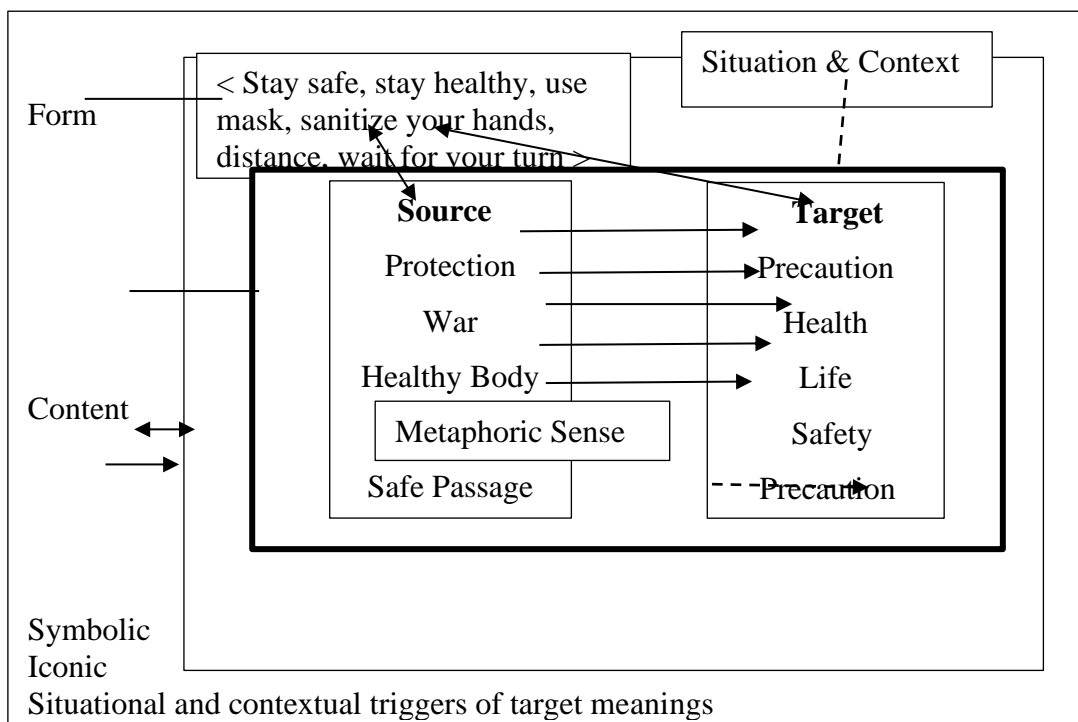 Situation & Context
< Stay safe, stay healthy, use
mask, sanitize your hands,
distance, wait for your turn >
Form
Source
Target
Protection
Precaution
War
Health
Healthy Body
Life
Content
Metaphoric Sense
Safety
Safe Passage
Precaution
Symbolic
Iconic
Situational and contextual triggers of target meanings